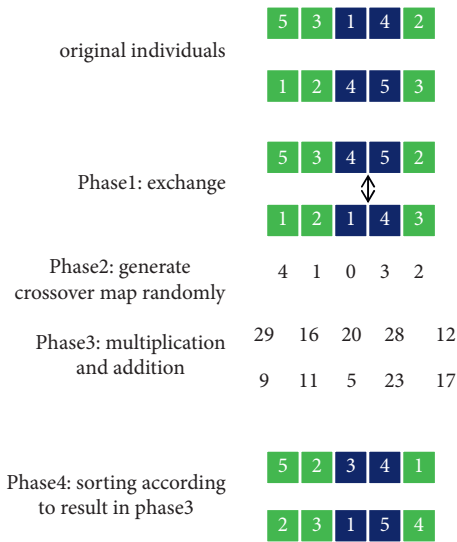 5 3 1 4 2
original individuals
1 2 4 5 3
5 3 4 5 2
Phase1: exchange
1 2 1 4 3
Phase2: generate
crossover map randomly
4 1 0 3 2
Phase3: multiplication
and addition
29 16 20 28 12
9 11 5 23 17
5 2 3 4 1
Phase4: sorting according
to result in phase3
2 3 1 5 4